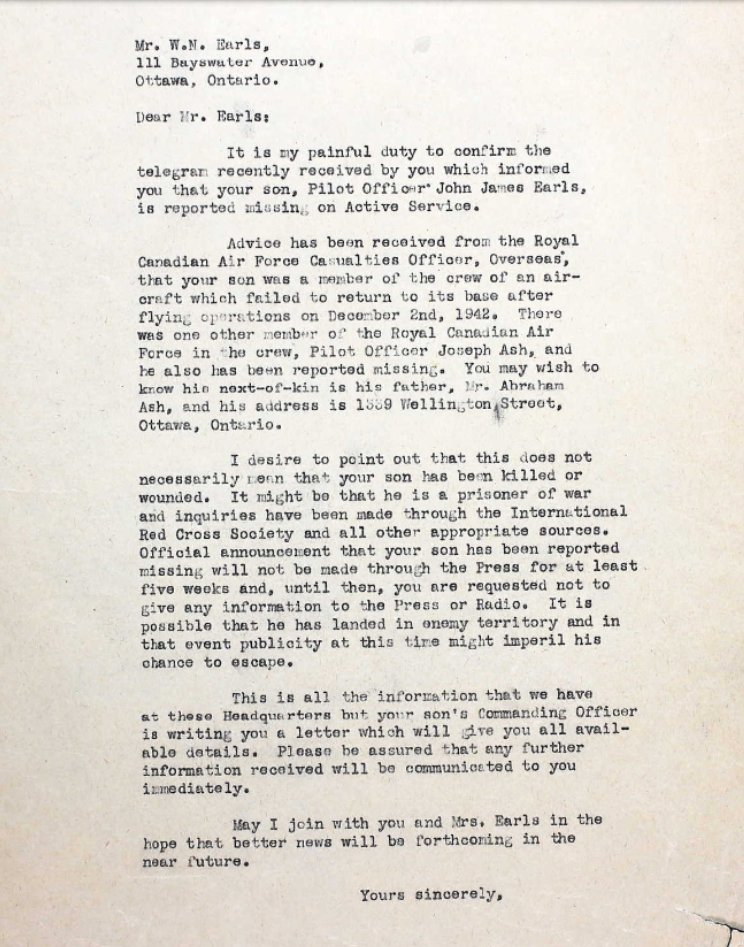 Mr. W.N. Earls,
111 Bayswater Avenue,
Ottawa, Ontario.
Dear Mr. Earls:
It is my painful duty to confirm the
telegram recently received by you which informed
you that your son, Pilot Officer John James Earls,
is reported missing on Active Service.
Advice has been received from the Royal
Canadian Air Force Casualties Officer, Overseas,
that your son was a member of the crew of an air-
craft which failed to return to its base after
flying operations on December 2nd, 1942. There
was one other member of the Royal Canadian Air
Force in the crew, Pilot Officer Joseph Ash, and
he also has been reported missing. You may wish to
know his next-of-kin is his father, Mr. Abraham
Ash, and his address is Wellington Street,
Ottawa, Ontario.
I desire to point out that this does not
necessarily mean that your son has been killed or
wounded. It might be that he is a prisoner of war
and inquiries have been made through the International
Red Cross Society and all other appropriate sources.
Official announcement that your son has been reported
missing will not be made through the Press for at least
five weeks and, until then, you are requested not to
give any information to the Press or Radio. It is
possible that he has landed in enemy territory and in
that event publicity at this time might imperil his
chance to escape.
This is all the information that we have
at these Headquarters but your son's Commanding Officer
is writing you a letter which will give you all avail-
able details. Please be assured that any further
information received will be communicated to you
immediately.
May I join with you and Mrs. Earls in the
hope that better news will be forthcoming in the
near future.
Yours sincerely,